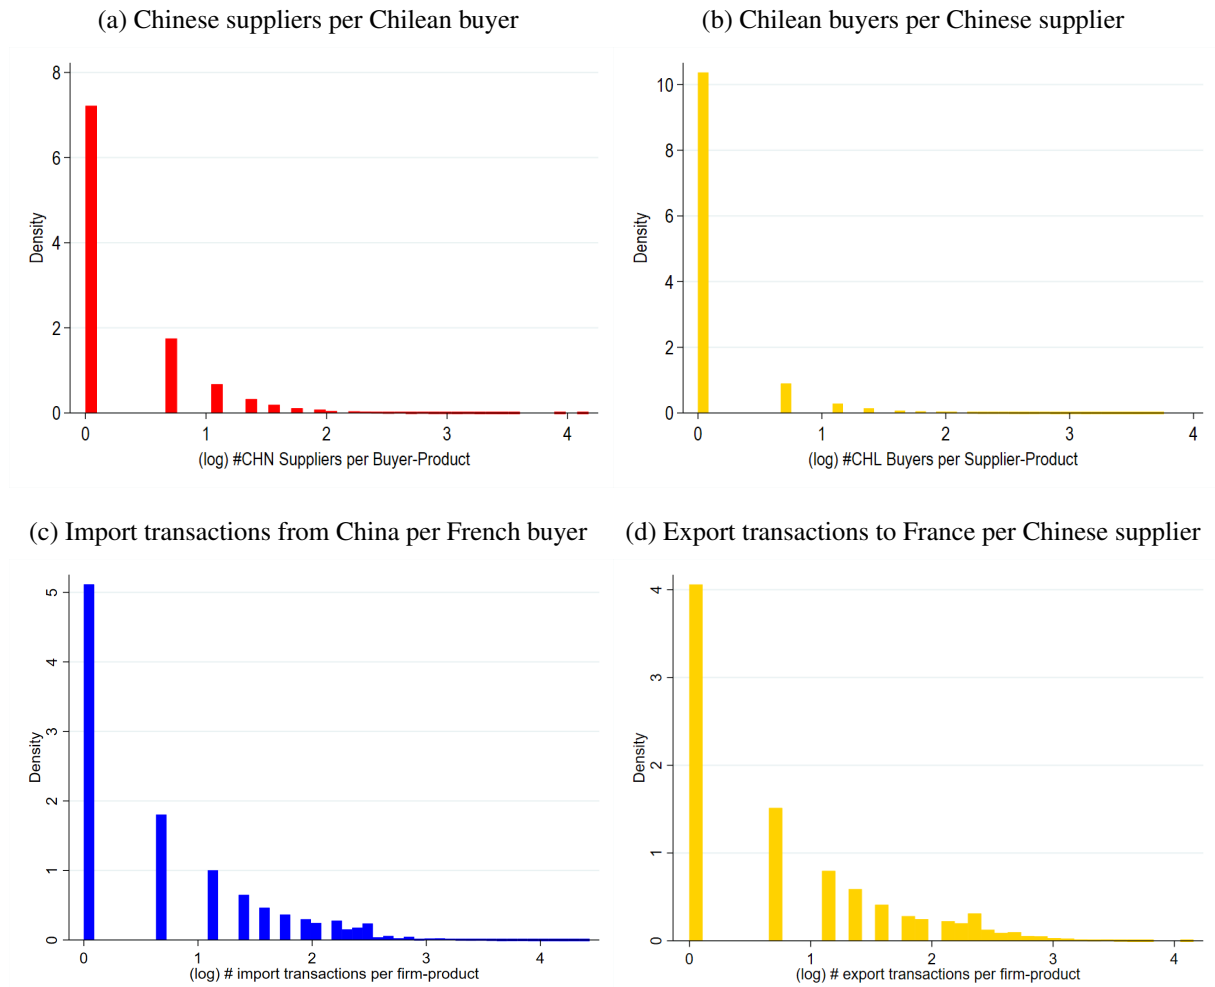 (a) Chinese suppliers per Chilean buyer
8
6
4
2
0
Density
0 1 2 3 4
(log) #CHN Suppliers per Buyer-Product
(b) Chilean buyers per Chinese supplier
10
8
6
4
2
0
Density
0 1 2 3 4
(log) #CHL Buyers per Supplier-Product
(c) Import transactions from China per French buyer
5
4
3
2
1
0
Density
0 1 2 3 4
(log) # import transactions per firm-product
(d) Export transactions to France per Chinese supplier
4
3
2
1
0
Density
0 1 2 3 4
(log) # export transactions per firm-product